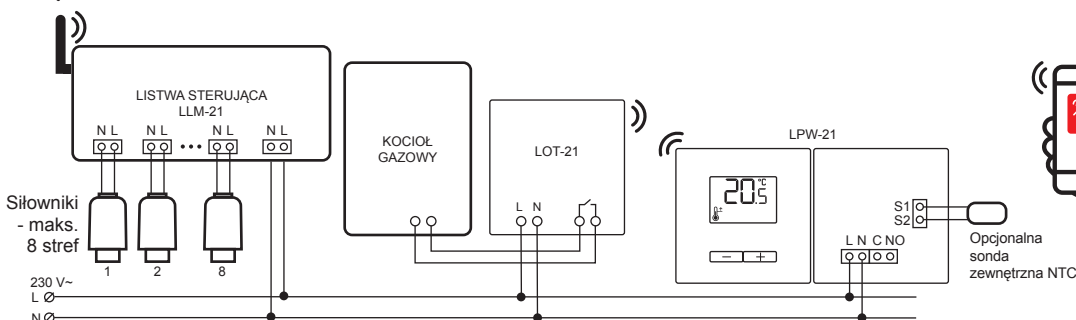 LISTWA STERUJĄCA
LLM-21
N L
N L
N L
N L
Siłowniki
- maks.
8 stref
1
2
8
230 V~
L
N
KOCIOŁ
GAZOWY
LOT-21
L N
LPW-21
20.5 °C
- +
S1
S2
L N C NO
Opcjonalna
sonda
zewnętrzna NTC